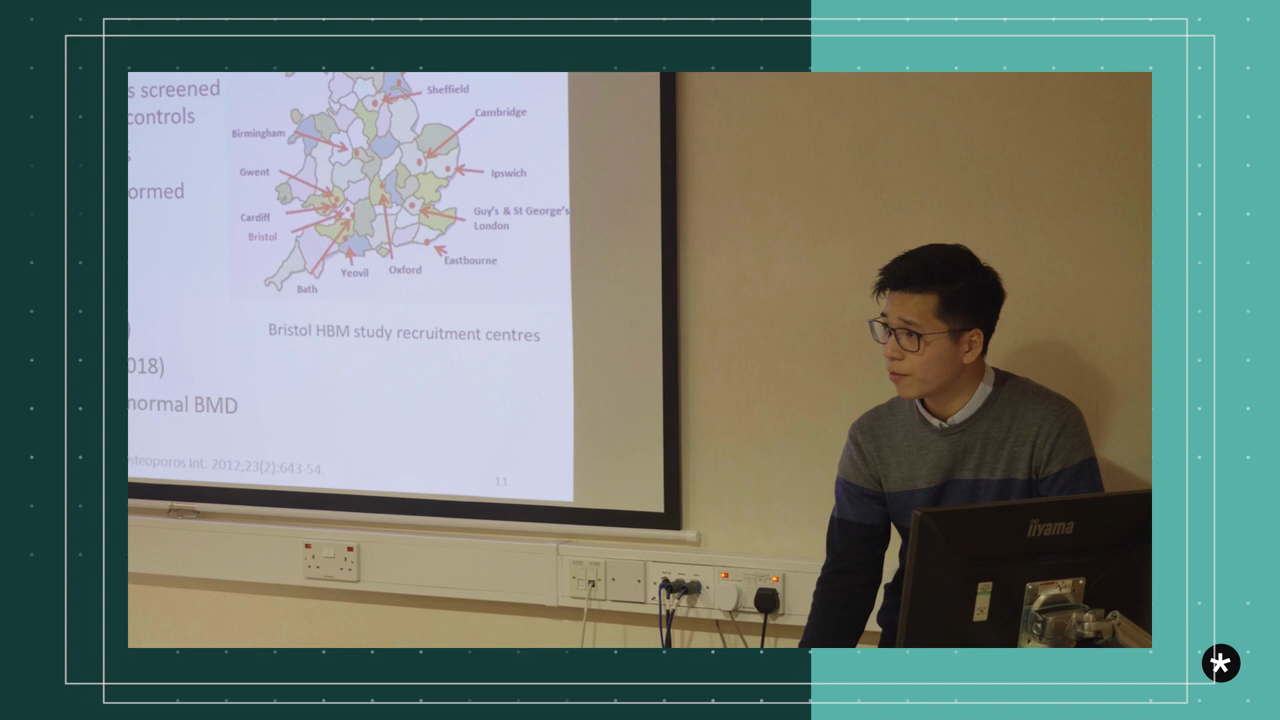 s screened
controls
s
ormed
)
018)
normal BMD
steoporos Int. 2012;23(2):643-54.
Sheffield
Cambridge
Birmingham
Gwent
Ipswich
Cardiff
Guy's & St George's
London
Bristol
Eastbourne
Yeovil
Oxford
Bath
Bristol HBM study recruitment centres
11
iiyama